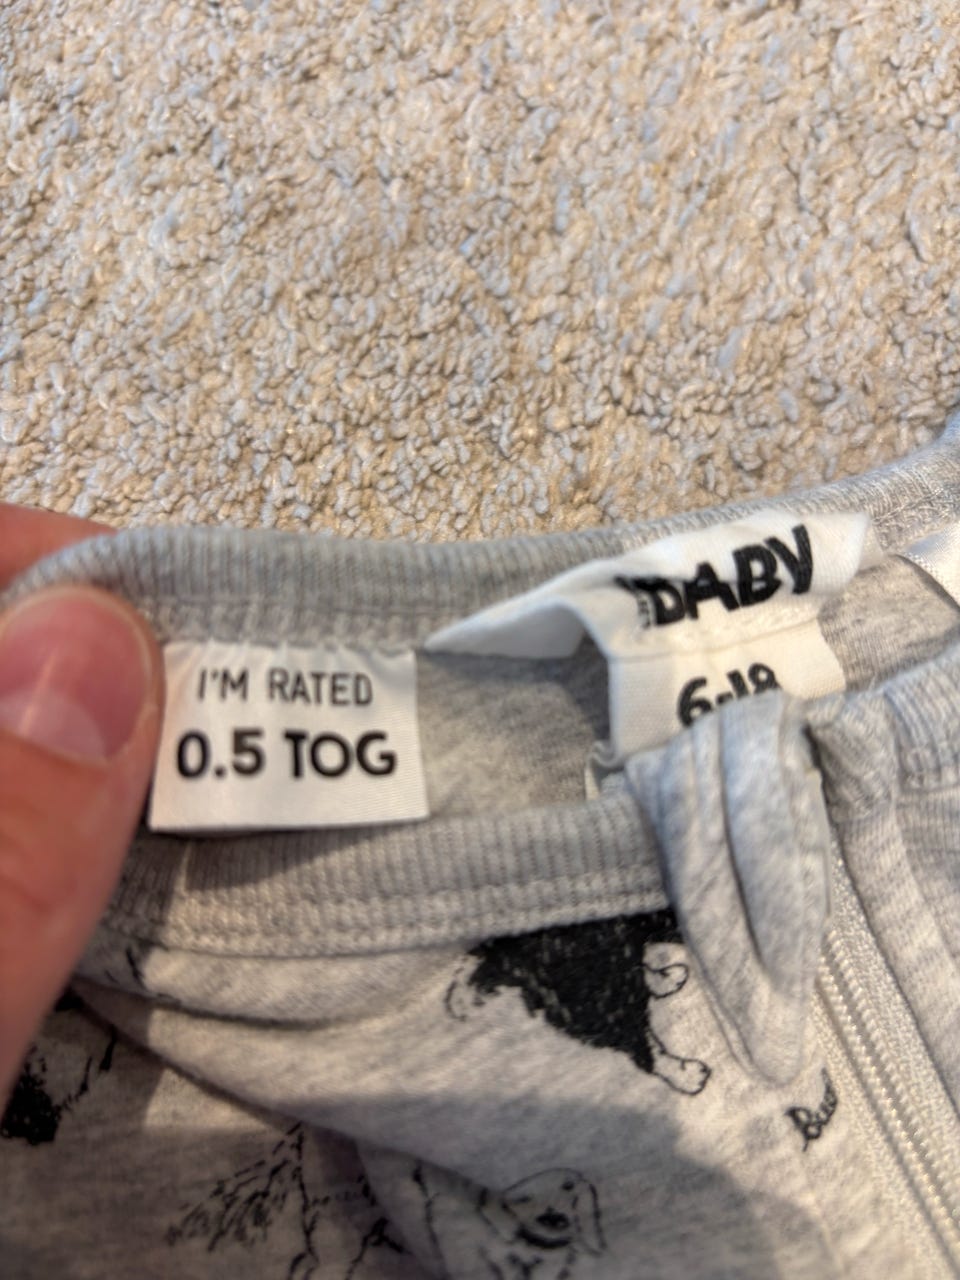 I'M RATED
0.5 TOG
BABY
6-18